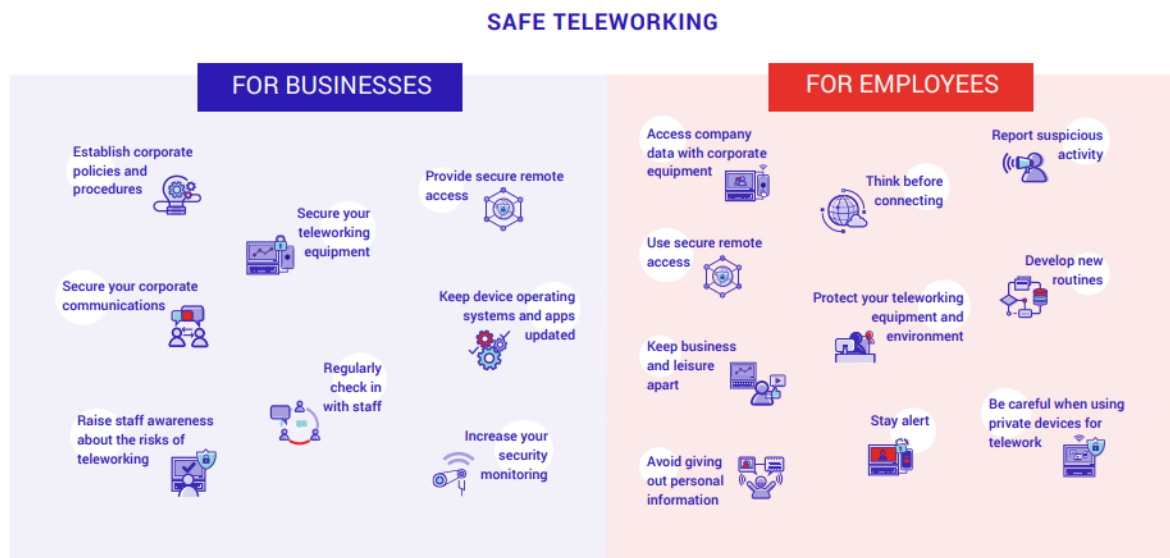 SAFE TELEWORKING
FOR BUSINESSES
Establish corporate
policies and
procedures
Provide secure remote
access
Secure your
teleworking
equipment
Secure your corporate
communications
Keep device operating
systems and apps
updated
Regularly
check in
with staff
Raise staff awareness
about the risks of
teleworking
Increase your
security
monitoring
FOR EMPLOYEES
Access company
data with corporate
equipment
Report suspicious
activity
Think before
connecting
Use secure remote
access
Develop new
routines
Protect your teleworking
equipment and
environment
Keep business
and leisure
apart
Stay alert
Be careful when using
private devices for
telework
Avoid giving
out personal
information